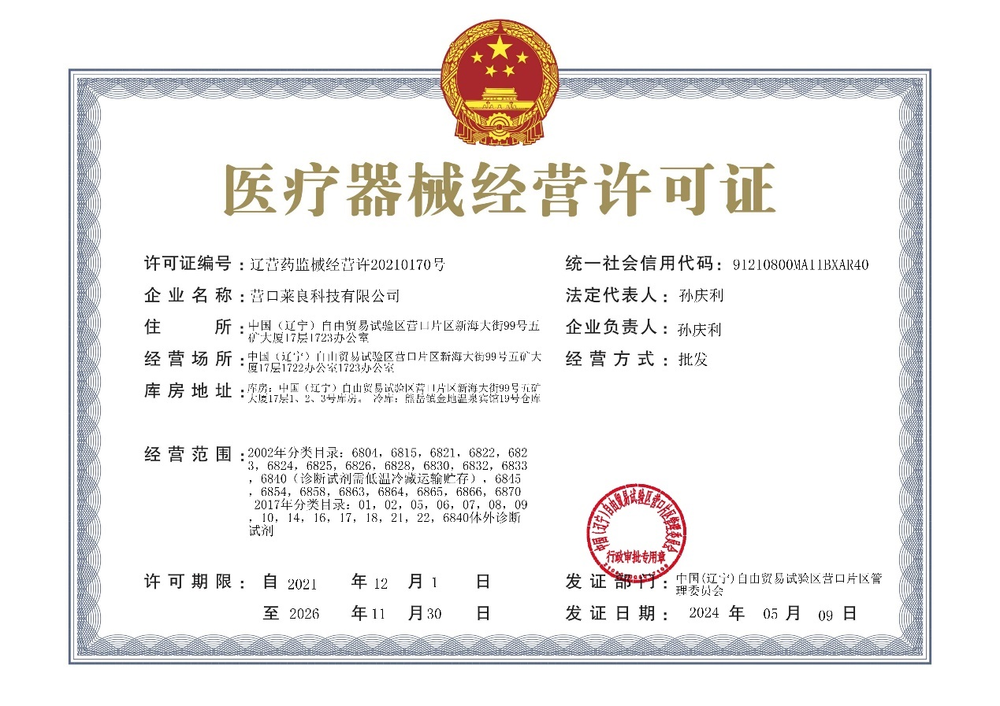 医疗器械经营许可证
许可证编号：辽营药监械经营许20210170号
统一社会信用代码：91210800MA11BXAR40
企业名称：营口莱良科技有限公司
法定代表人：孙庆利
住所：中国（辽宁）自由贸易试验区营口片区新海大街99号五
矿大厦17层1723办公室
企业负责人：孙庆利
经营场所：中国（辽宁）自由贸易试验区营口片区新海大街99号五矿大
厦17层1722办公室1723办公室
经营方式：批发
库房地址：库房：中国（辽宁）自由贸易试验区营口片区新海大街99号五矿
大厦17层1、2、3号库房。 冷库：熊岳镇金地温泉宾馆19号仓库
经营范围：2002年分类目录：6804，6815，6821，6822，682
3，6824，6825，6826，6828，6830，6832，6833
，6840（诊断试剂需低温冷藏运输贮存），6845
，6854，6858，6863，6864，6865，6866，6870
2017年分类目录：01，02，05，06，07，08，09
，10，14，16，17，18，21，22，6840体外诊断
试剂
中国（辽宁）自由贸易试验区营口片区管理委员会
行政审批专用章
许可期限：自 2021 年 12 月 1 日
至 2026 年 11 月 30 日
发证部门：中国(辽宁)自由贸易试验区营口片区管
理委员会
发证日期：2024 年 05 月 09 日